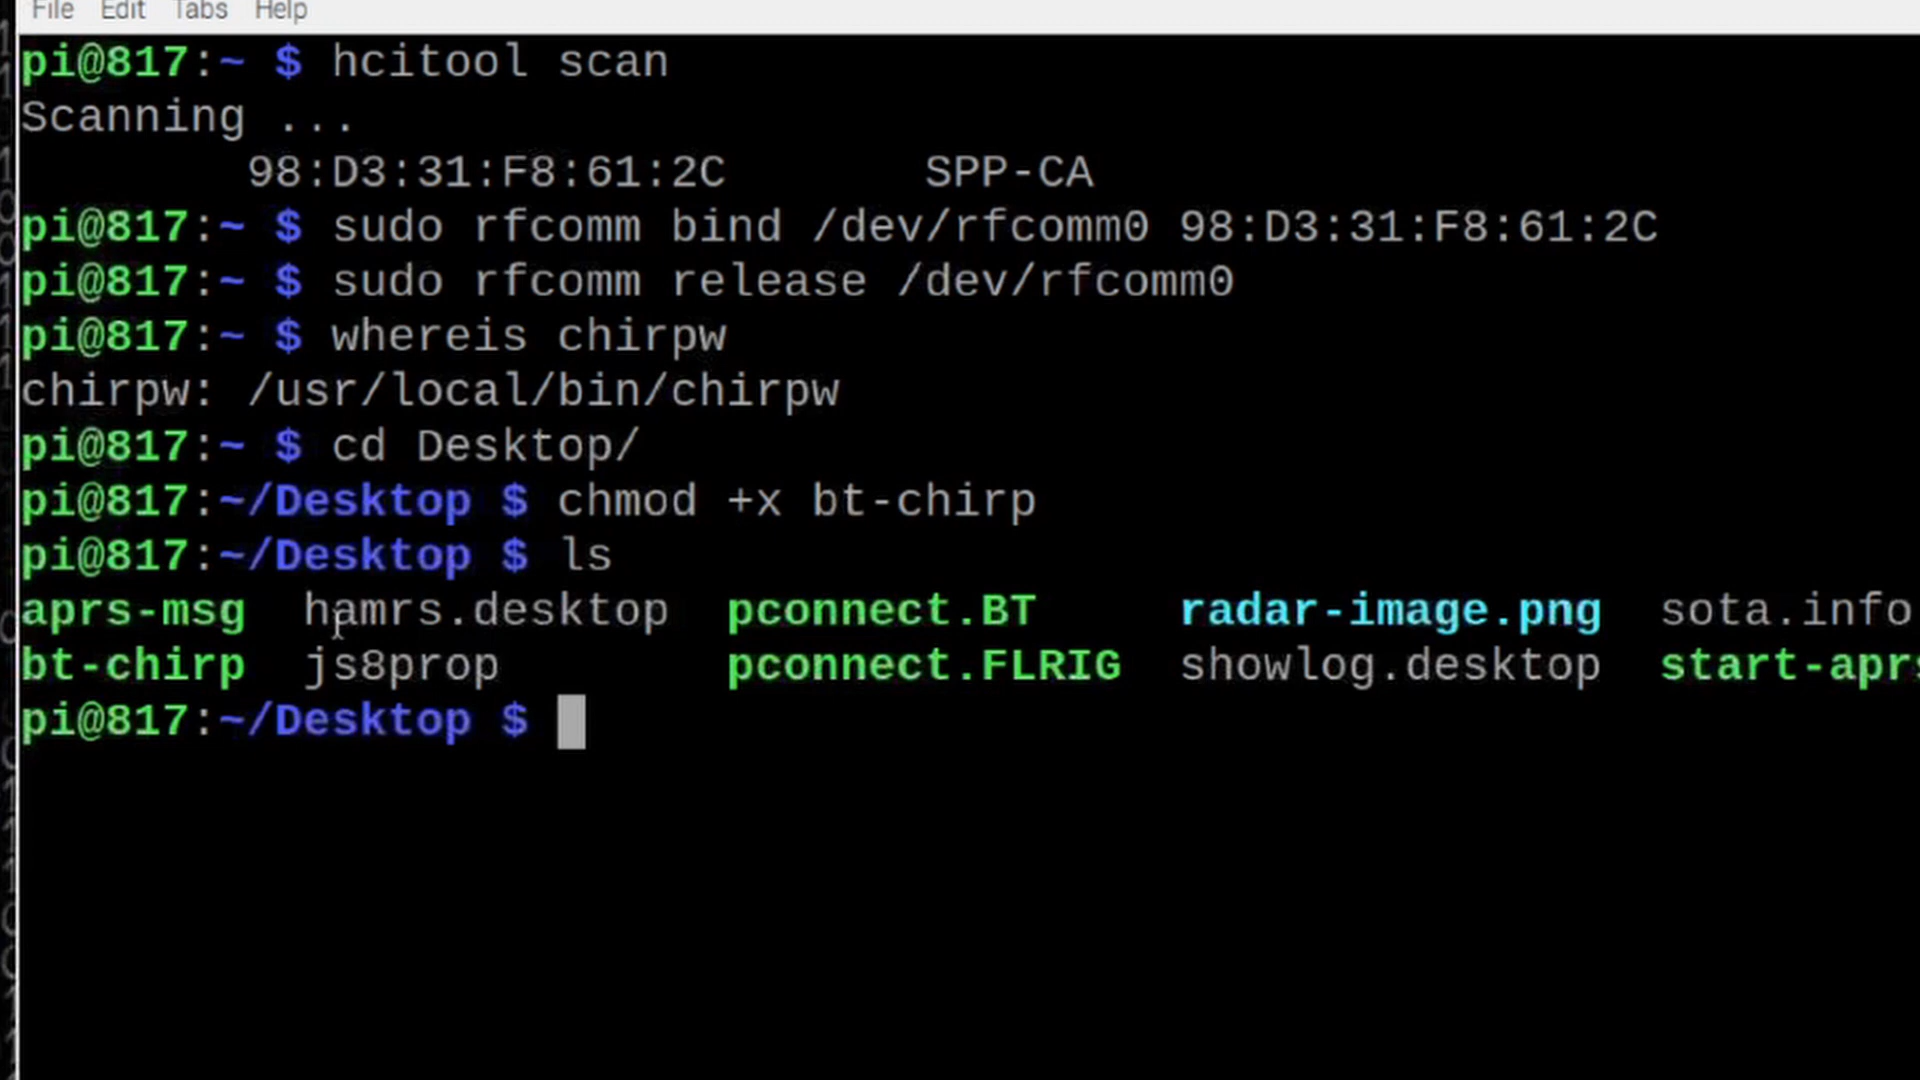 File Edit Tabs Help
pi@817:~ $ hcitool scan
Scanning ...
98:D3:31:F8:61:2C SPP-CA
pi@817:~ $ sudo rfcomm bind /dev/rfcomm0 98:D3:31:F8:61:2C
pi@817:~ $ sudo rfcomm release /dev/rfcomm0
pi@817:~ $ whereis chirpw
chirpw: /usr/local/bin/chirpw
pi@817:~ $ cd Desktop/
pi@817:~/Desktop $ chmod +x bt-chirp
pi@817:~/Desktop $ ls
aprs-msg hamrs.desktop pconnect.BT radar-image.png sota.info
bt-chirp js8prop pconnect.FLRIG showlog.desktop start-aprs
pi@817:~/Desktop $